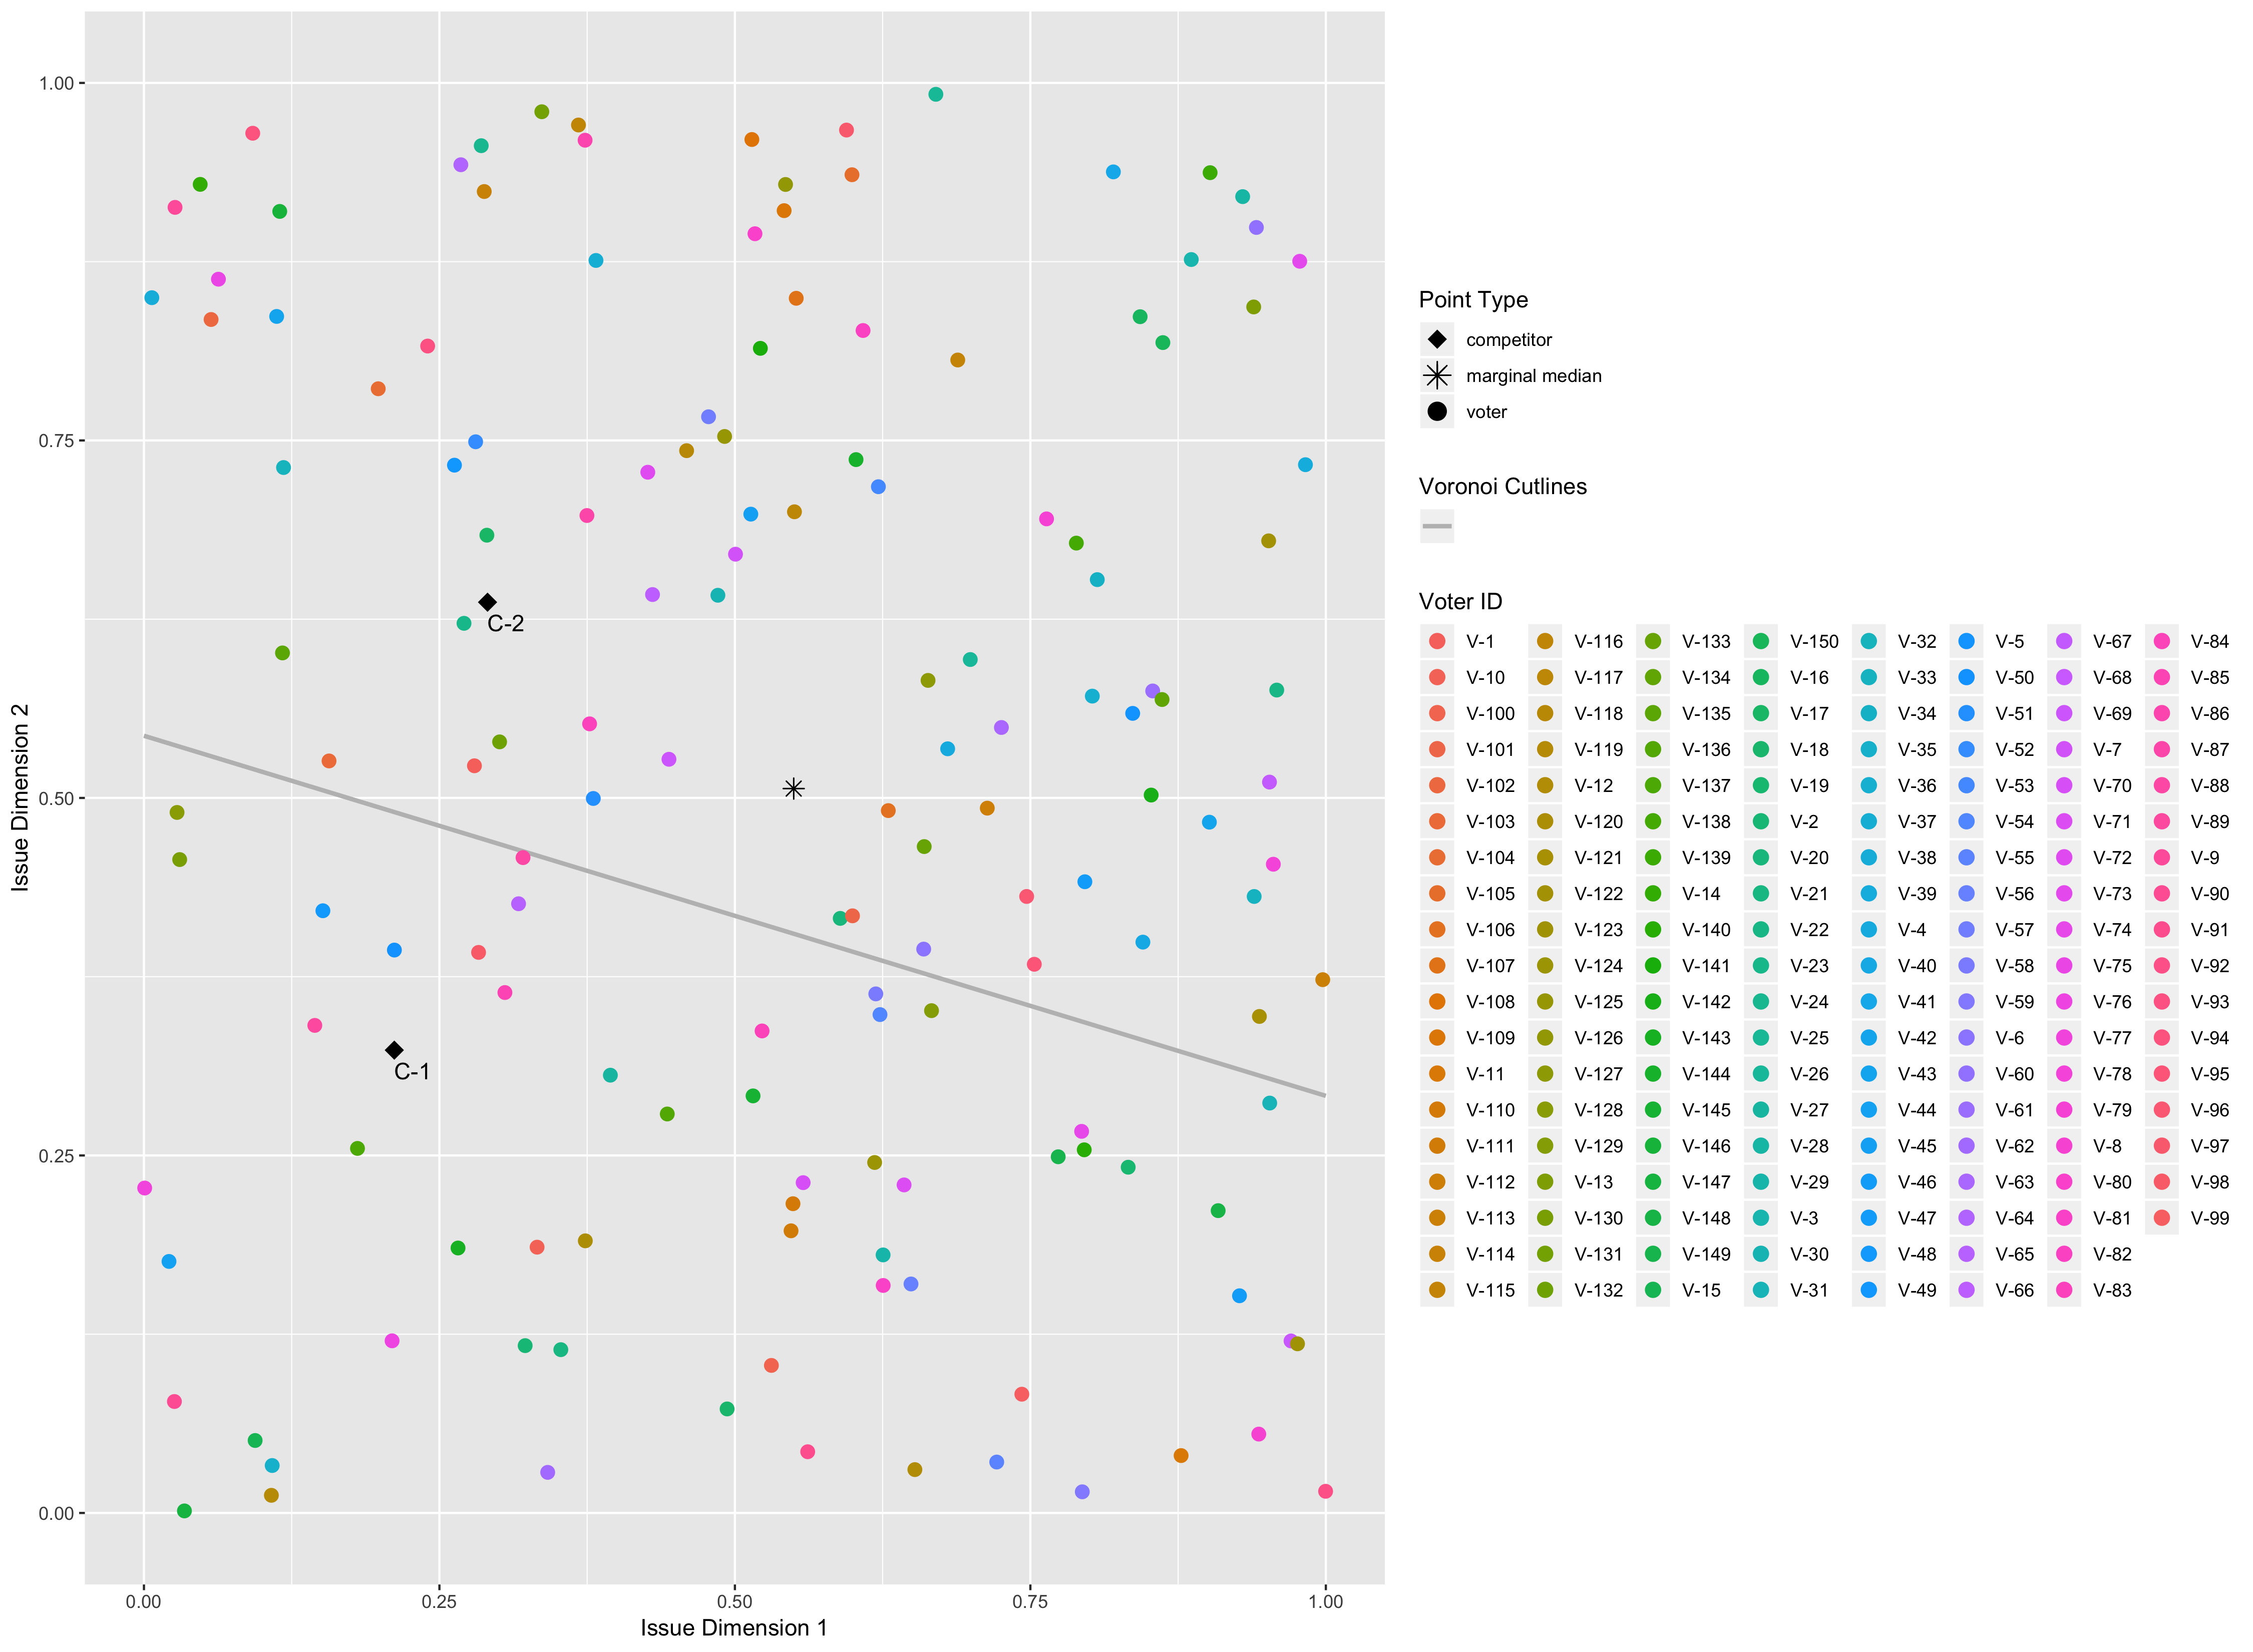 1.00
0.75
0.50
0.25
0.00
Issue Dimension 2
C-2
C-1
0.00 0.25 0.50 0.75 1.00
Issue Dimension 1
Point Type
competitor
marginal median
voter
Voronoi Cutlines
Voter ID
V-1 V-116 V-133 V-150 V-32 V-5 V-67 V-84
V-10 V-117 V-134 V-16 V-33 V-50 V-68 V-85
V-100 V-118 V-135 V-17 V-34 V-51 V-69 V-86
V-101 V-119 V-136 V-18 V-35 V-52 V-7 V-87
V-102 V-12 V-137 V-19 V-36 V-53 V-70 V-88
V-103 V-120 V-138 V-2 V-37 V-54 V-71 V-89
V-104 V-121 V-139 V-20 V-38 V-55 V-72 V-9
V-105 V-122 V-14 V-21 V-39 V-56 V-73 V-90
V-106 V-123 V-140 V-22 V-4 V-57 V-74 V-91
V-107 V-124 V-141 V-23 V-40 V-58 V-75 V-92
V-108 V-125 V-142 V-24 V-41 V-59 V-76 V-93
V-109 V-126 V-143 V-25 V-42 V-6 V-77 V-94
V-11 V-127 V-144 V-26 V-43 V-60 V-78 V-95
V-110 V-128 V-145 V-27 V-44 V-61 V-79 V-96
V-111 V-129 V-146 V-28 V-45 V-62 V-8 V-97
V-112 V-13 V-147 V-29 V-46 V-63 V-80 V-98
V-113 V-130 V-148 V-3 V-47 V-64 V-81 V-99
V-114 V-131 V-149 V-30 V-48 V-65 V-82
V-115 V-132 V-15 V-31 V-49 V-66 V-83